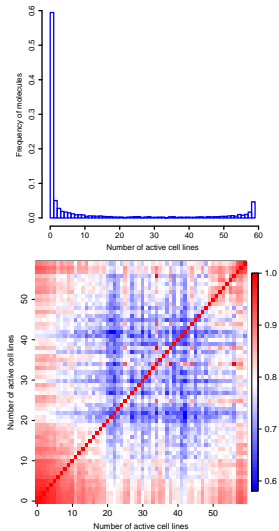 Frequency of molecules
0.0 0.1 0.2 0.3 0.4 0.5 0.6
0 10 20 30 40 50 60
Number of active cell lines
Number of active cell lines
0 10 20 30 40 50
0 10 20 30 40 50
Number of active cell lines
1.0
0.9
0.8
0.7
0.6